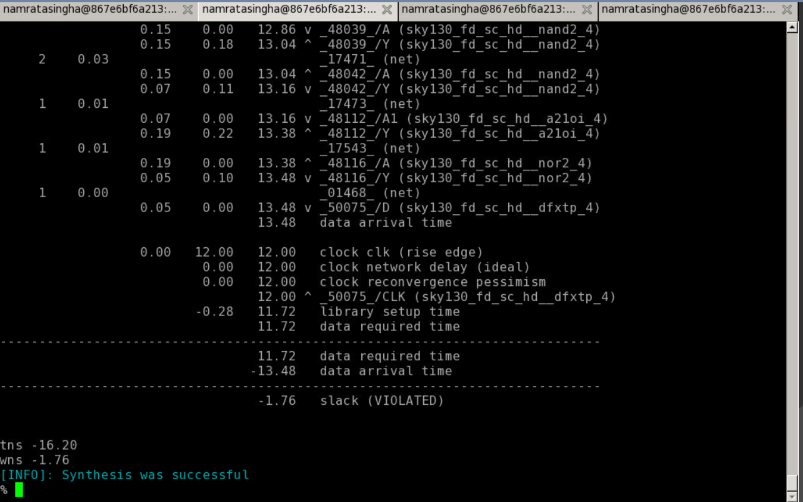 namratasingha@867e6bf6a213:... namratasingha@867e6bf6a213:... namratasingha@867e6bf6a213:... namratasingha@867e6bf6a213:...
0.15 0.00 12.86 v _48039_/A (sky130_fd_sc_hd__nand2_4)
0.15 0.18 13.04 ^ _48039_/Y (sky130_fd_sc_hd__nand2_4)
2 0.03 _17471_ (net)
0.15 0.00 13.04 ^ _48042_/A (sky130_fd_sc_hd__nand2_4)
0.07 0.11 13.16 v _48042_/Y (sky130_fd_sc_hd__nand2_4)
1 0.01 _17473_ (net)
0.07 0.00 13.16 v _48112_/A1 (sky130_fd_sc_hd__a21oi_4)
0.19 0.22 13.38 ^ _48112_/Y (sky130_fd_sc_hd__a21oi_4)
1 0.01 _17543_ (net)
0.19 0.00 13.38 ^ _48116_/A (sky130_fd_sc_hd__nor2_4)
0.05 0.10 13.48 v _48116_/Y (sky130_fd_sc_hd__nor2_4)
1 0.00 _01468_ (net)
0.05 0.00 13.48 v _50075_/D (sky130_fd_sc_hd__dfxtp_4)
13.48 data arrival time
0.00 12.00 12.00 clock clk (rise edge)
0.00 12.00 clock network delay (ideal)
0.00 12.00 clock reconvergence pessimism
12.00 ^ _50075_/CLK (sky130_fd_sc_hd__dfxtp_4)
-0.28 11.72 library setup time
11.72 data required time
-----------------------------------------------------------------------------
11.72 data required time
-13.48 data arrival time
-----------------------------------------------------------------------------
-1.76 slack (VIOLATED)
tns -16.20
wns -1.76
[INFO]: Synthesis was successful
%